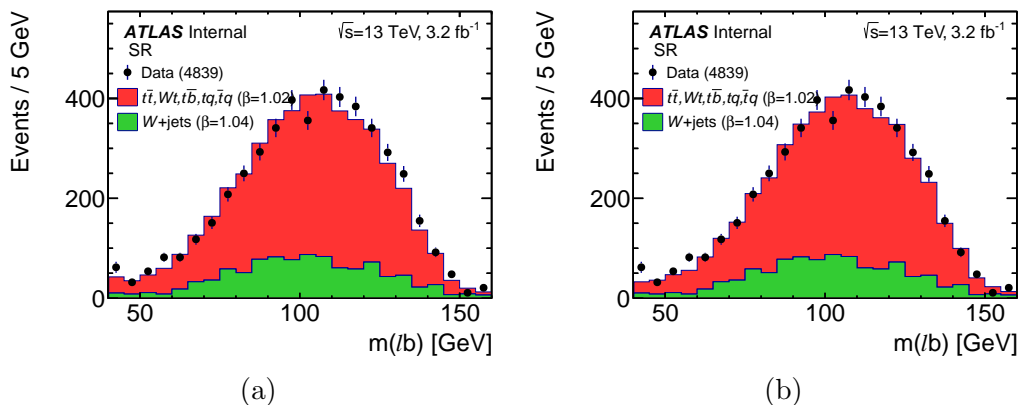 Events / 5 GeV
ATLAS Internal
√s=13 TeV, 3.2 fb⁻¹
SR
Data (4839)
tt̄,Wt,tb̄,tq,t̄q (β=1.02)
W+jets (β=1.04)
400
200
0
50 100 150
m(lb) [GeV]
(a)
Events / 5 GeV
ATLAS Internal
√s=13 TeV, 3.2 fb⁻¹
SR
Data (4839)
tt̄,Wt,tb̄,tq,t̄q (β=1.02)
W+jets (β=1.04)
400
200
0
50 100 150
m(lb) [GeV]
(b)